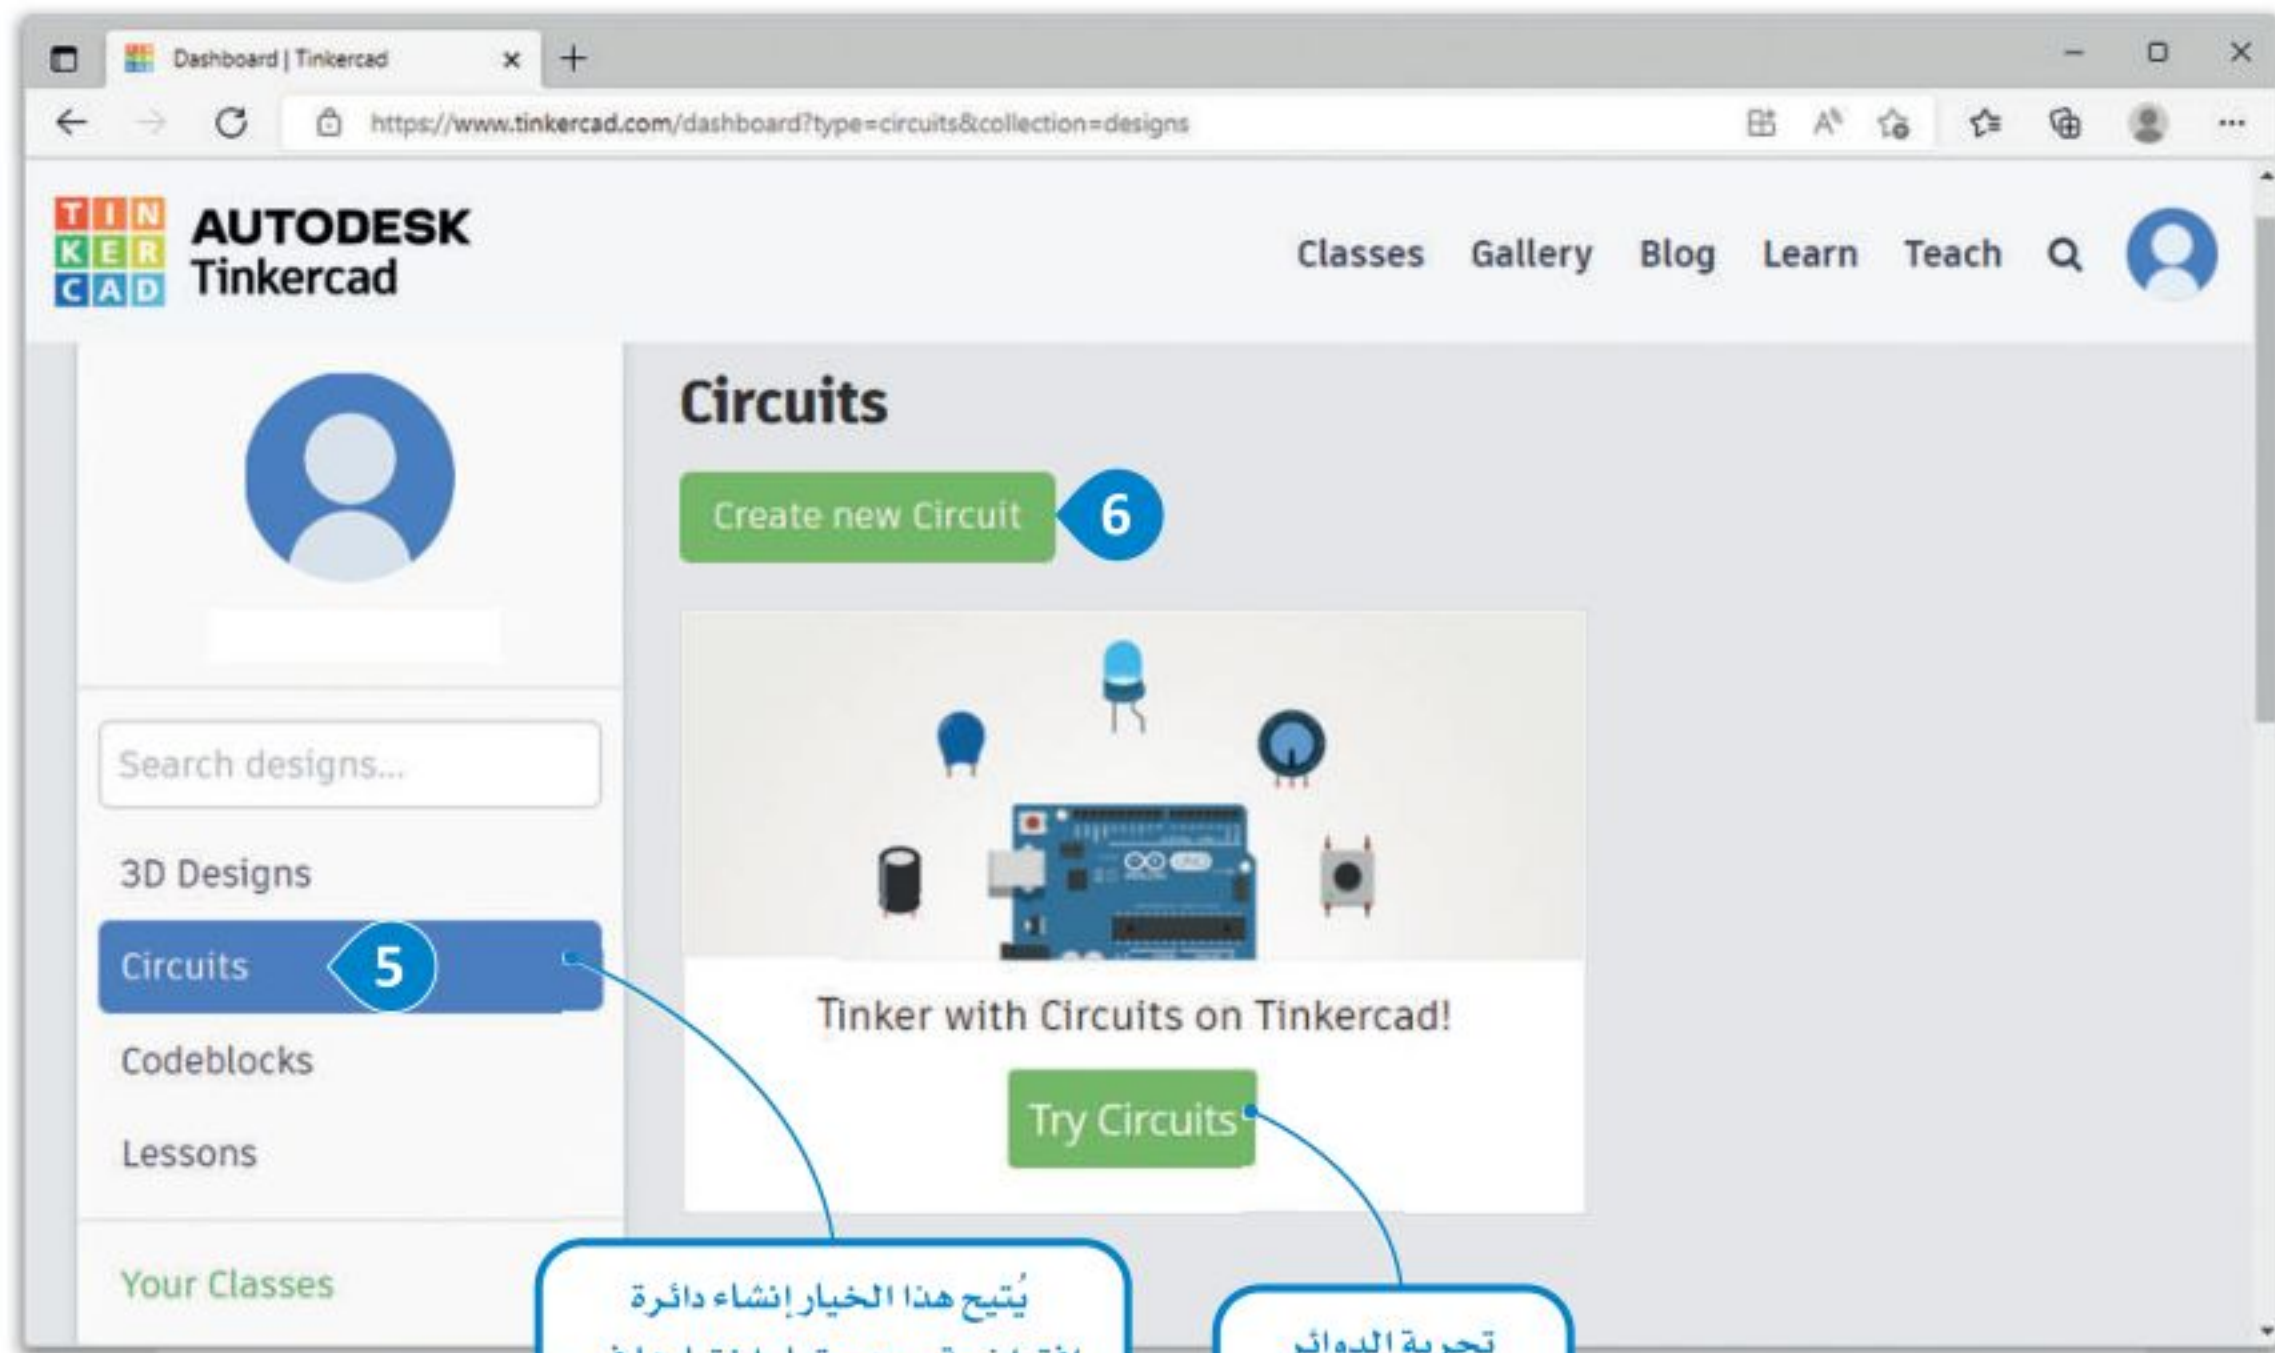 Dashboard | Tinkercad
https://www.tinkercad.com/dashboard?type=circuits&collection=designs
TIN
KER
CAD
AUTODESK
Tinkercad
Classes Gallery Blog Learn Teach
Circuits
Create new Circuit
6
Search designs...
3D Designs
Circuits
5
Codeblocks
Lessons
Your Classes
Tinker with Circuits on Tinkercad!
Try Circuits
يُتيح هذا الخيار إنشاء دائرة
تجربة الدوائر